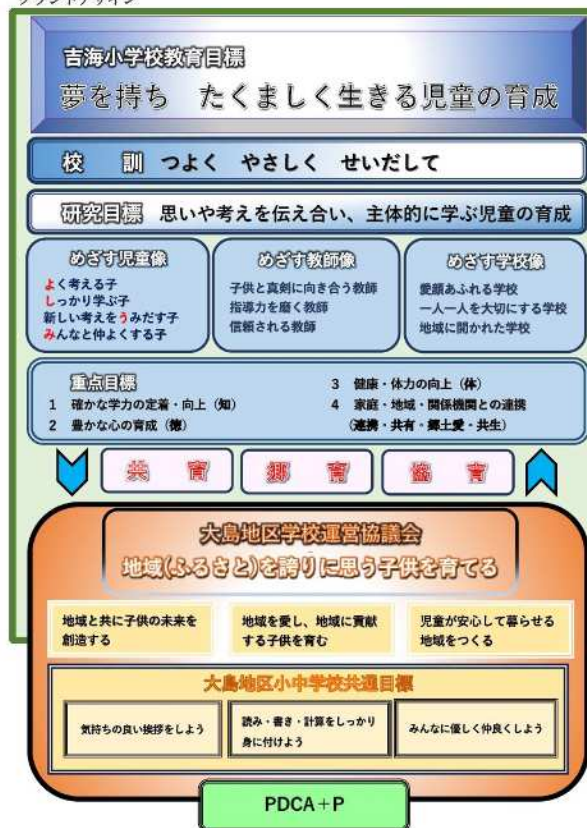 グランドデザイン
吉海小学校教育目標
夢を持ち たくましく生きる児童の育成
校 訓 つよく やさしく せいだして
研究目標 思いや考えを伝え合い、主体的に学ぶ児童の育成
めざす児童像
よく考える子
しっかり学ぶ子
新しい考えをうみだす子
みんなと仲よくする子
めざす教師像
子供と真剣に向き合う教師
指導力を磨く教師
信頼される教師
めざす学校像
愛顔あふれる学校
一人一人を大切にする学校
地域に開かれた学校
重点目標
1 確かな学力の定着・向上(知)
2 豊かな心の育成(徳)
3 健康・体力の向上(体)
4 家庭・地域・関係機関との連携
(連携・共有・郷土愛・共生)
共 育
郷 育
協 育
大島地区学校運営協議会
地域(ふるさと)を誇りに思う子供を育てる
地域と共に子供の未来を
創造する
地域を愛し、地域に貢献
する子供を育む
児童が安心して暮らせる
地域をつくる
大島地区小中学校共通目標
気持ちの良い挨拶をしよう
読み・書き・計算をしっかり
身に付けよう
みんなに優しく仲良くしよう
PDCA+P